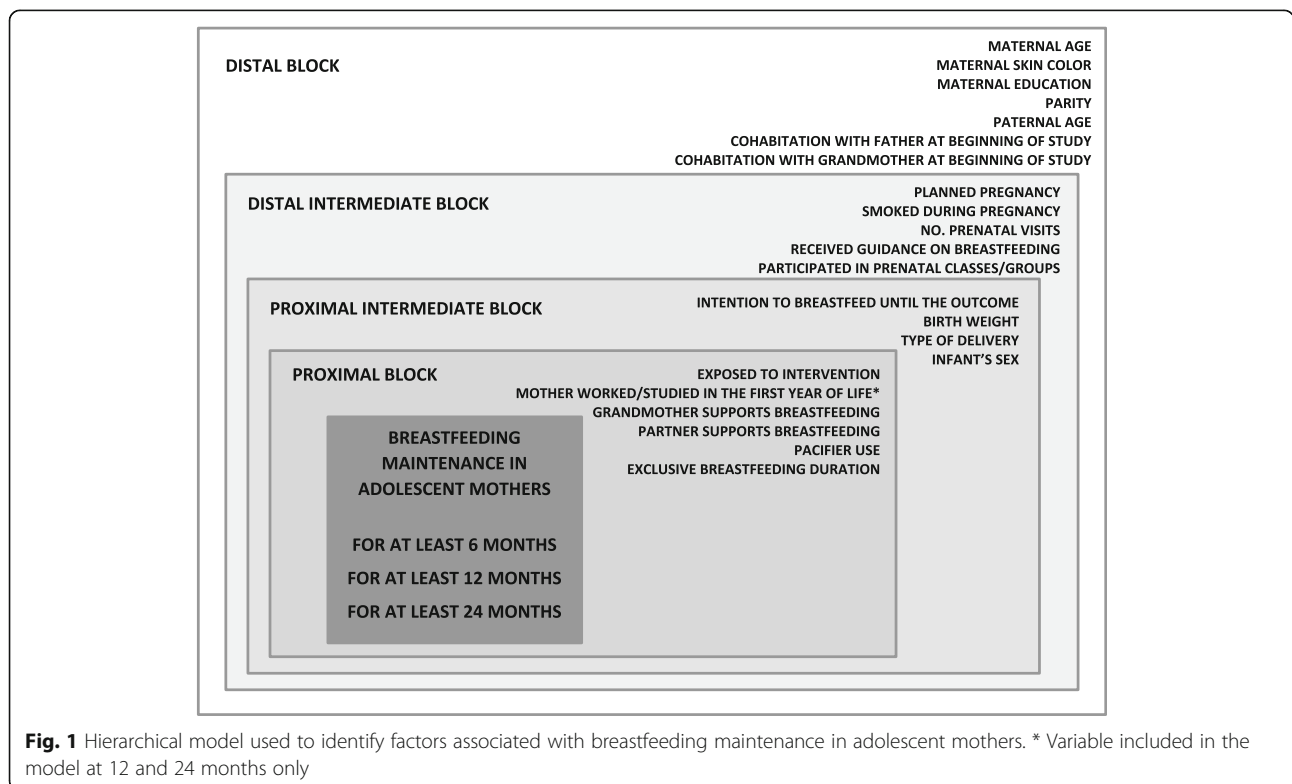 DISTAL BLOCK
MATERNAL AGE
MATERNAL SKIN COLOR
MATERNAL EDUCATION
PARITY
PATERNAL AGE
COHABITATION WITH FATHER AT BEGINNING OF STUDY
COHABITATION WITH GRANDMOTHER AT BEGINNING OF STUDY
DISTAL INTERMEDIATE BLOCK
PLANNED PREGNANCY
SMOKED DURING PREGNANCY
NO. PRENATAL VISITS
RECEIVED GUIDANCE ON BREASTFEEDING
PARTICIPATED IN PRENATAL CLASSES/GROUPS
PROXIMAL INTERMEDIATE BLOCK
INTENTION TO BREASTFEED UNTIL THE OUTCOME
BIRTH WEIGHT
TYPE OF DELIVERY
INFANT'S SEX
PROXIMAL BLOCK
EXPOSED TO INTERVENTION
MOTHER WORKED/STUDIED IN THE FIRST YEAR OF LIFE*
GRANDMOTHER SUPPORTS BREASTFEEDING
PARTNER SUPPORTS BREASTFEEDING
PACIFIER USE
EXCLUSIVE BREASTFEEDING DURATION
BREASTFEEDING
MAINTENANCE IN
ADOLESCENT MOTHERS
FOR AT LEAST 6 MONTHS
FOR AT LEAST 12 MONTHS
FOR AT LEAST 24 MONTHS
Fig. 1 Hierarchical model used to identify factors associated with breastfeeding maintenance in adolescent mothers. * Variable included in the
model at 12 and 24 months only